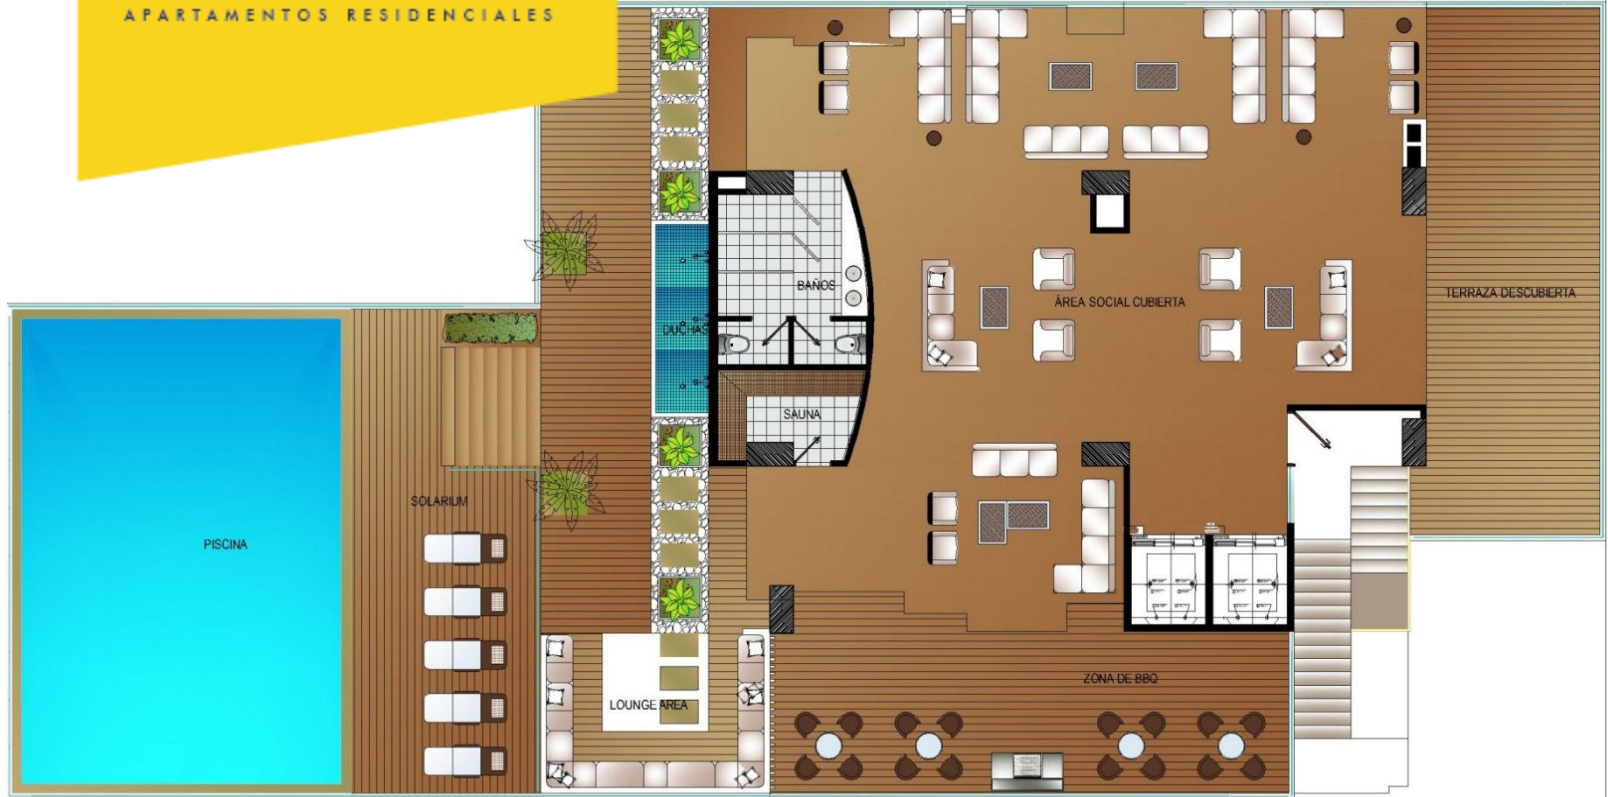 APARTAMENTOS RESIDENCIALES
BAÑOS
TERRAZA DESCUBIERTA
ÁREA SOCIAL CUBIERTA
DUCHAS
SAUNA
SOLARIUM
PISCINA
ZONA DE BBQ
LOUNGE AREA